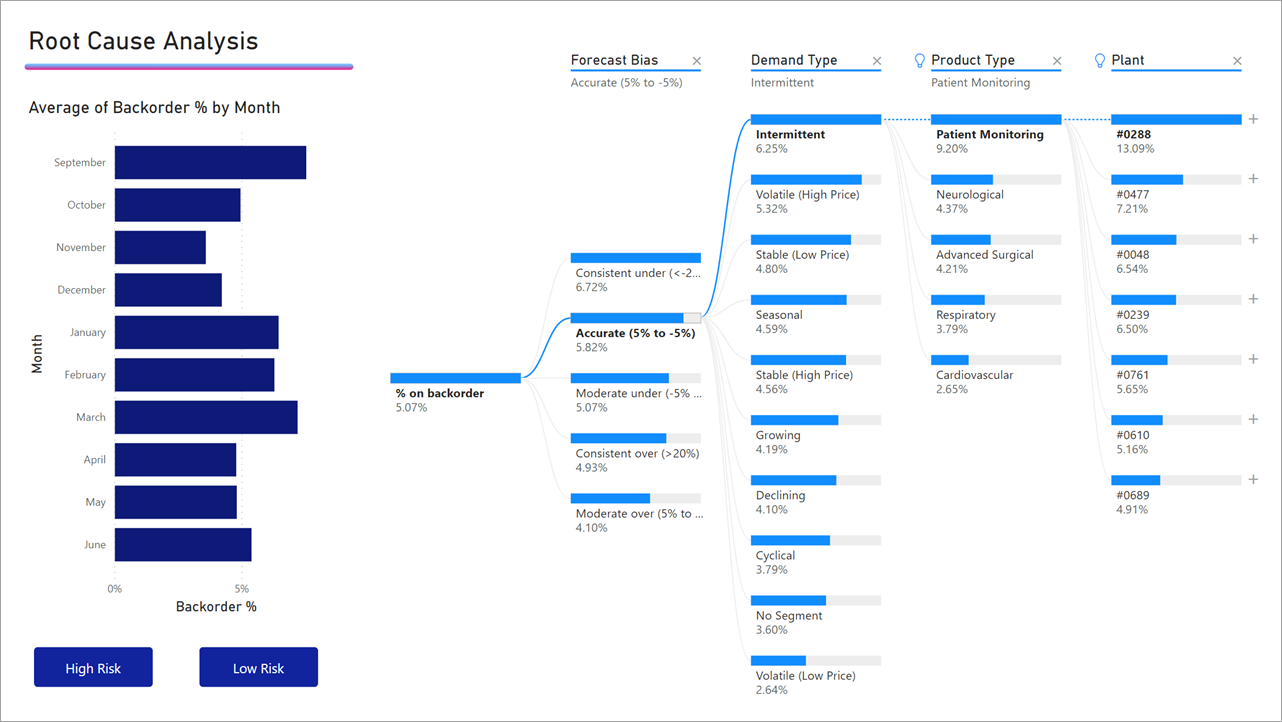 Root Cause Analysis
Average of Backorder % by Month
September
October
November
December
January
February
March
April
May
June
Month
0%
5%
Backorder %
High Risk
Low Risk
% on backorder
5.07%
Forecast Bias
Accurate (5% to -5%)
Consistent under (<-2...
6.72%
Accurate (5% to -5%)
5.82%
Moderate under (-5% ...
5.07%
Consistent over (>20%)
4.93%
Moderate over (5% to ...
4.10%
Demand Type
Intermittent
Intermittent
6.25%
Volatile (High Price)
5.32%
Stable (Low Price)
4.80%
Seasonal
4.59%
Stable (High Price)
4.56%
Growing
4.19%
Declining
4.10%
Cyclical
3.79%
No Segment
3.60%
Volatile (Low Price)
2.64%
Product Type
Patient Monitoring
Patient Monitoring
9.20%
Neurological
4.37%
Advanced Surgical
4.21%
Respiratory
3.79%
Cardiovascular
2.65%
Plant
#0288
13.09%
#0477
7.21%
#0048
6.54%
#0239
6.50%
#0761
5.65%
#0610
5.16%
#0689
4.91%